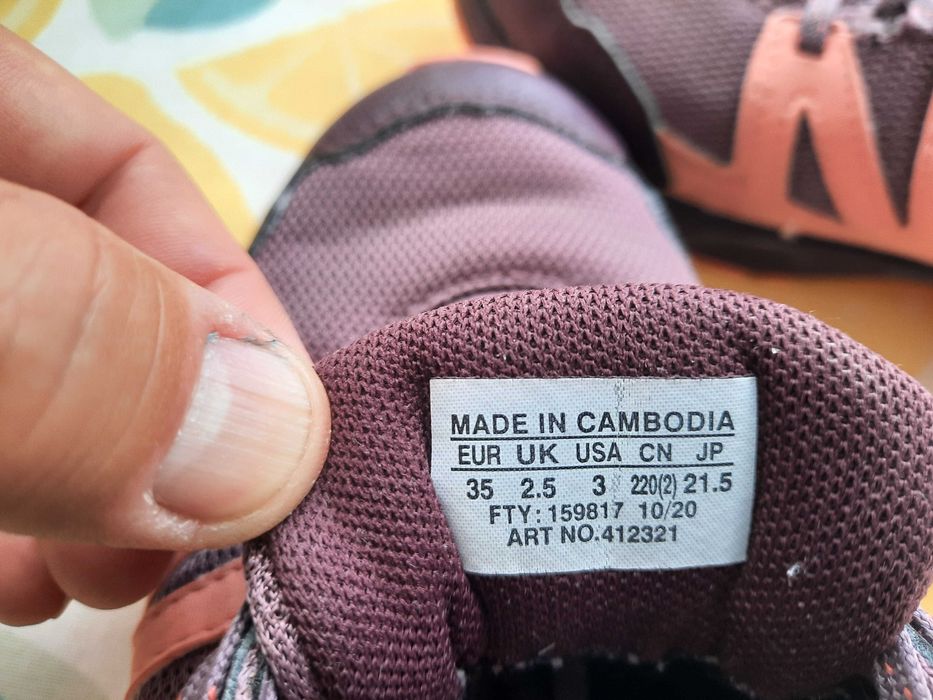 MADE IN CAMBODIA
EUR UK USA CN JP
35 2.5 3 220(2) 21.5
FTY: 159817 10/20
ART NO.412321